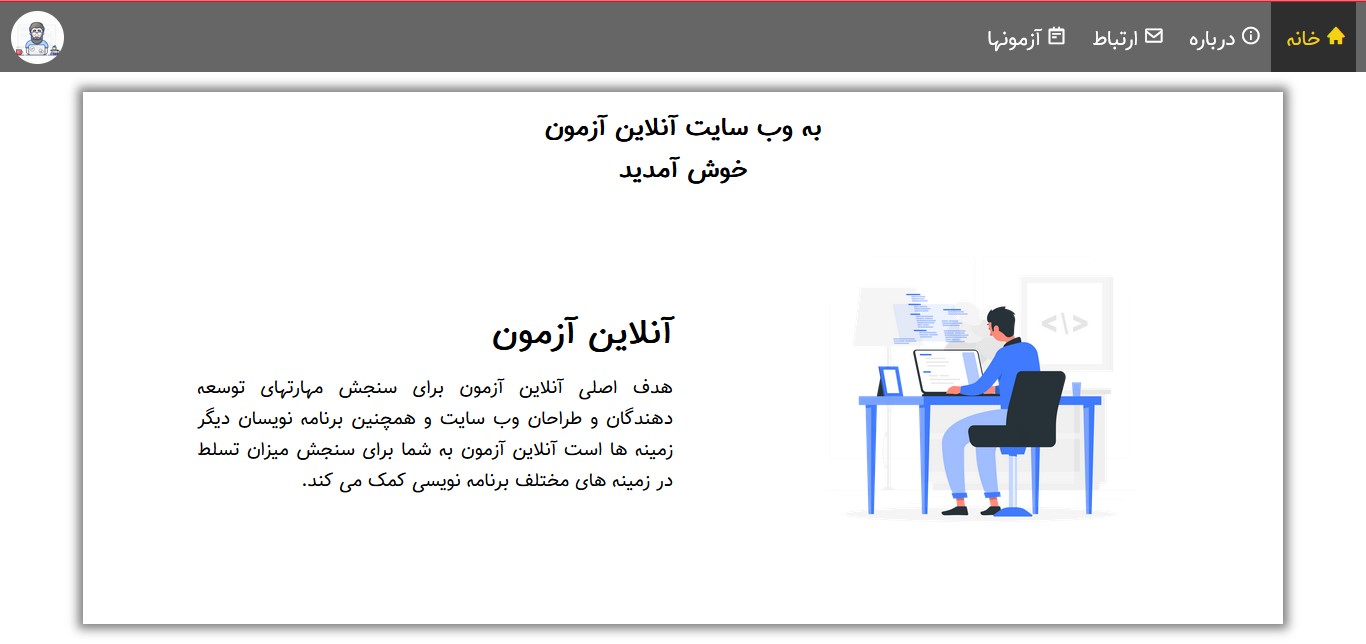 خانه
درباره
ارتباط
آزمونها
به وب سایت آنلاین آزمون
خوش آمدید
</>
آنلاین آزمون
هدف اصلی آنلاین آزمون برای سنجش مهارتهای توسعه
دهندگان و طراحان وب سایت و همچنین برنامه نویسان دیگر
زمینه ها است آنلاین آزمون به شما برای سنجش میزان تسلط
در زمینه های مختلف برنامه نویسی کمک می کند.